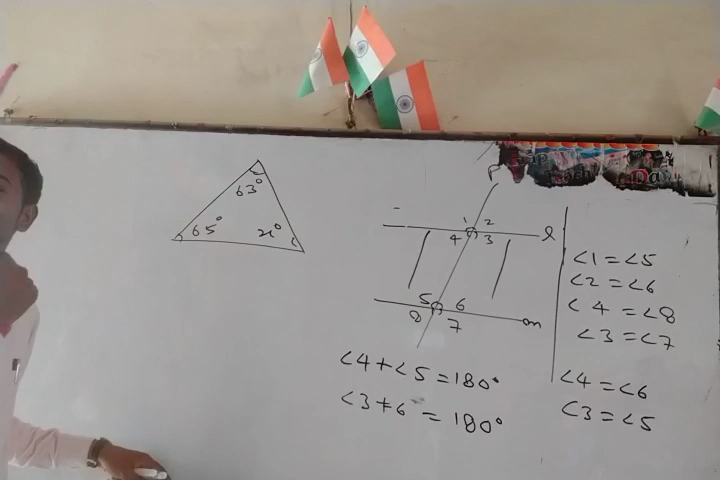 63°
65° x°
P
1 2
4 3 l
5 6
8 7 m
∠1=∠5
∠2=∠6
∠4=∠8
∠3=∠7
∠4+∠5=180°
∠3+6=180°
∠4=∠6
∠3=∠5